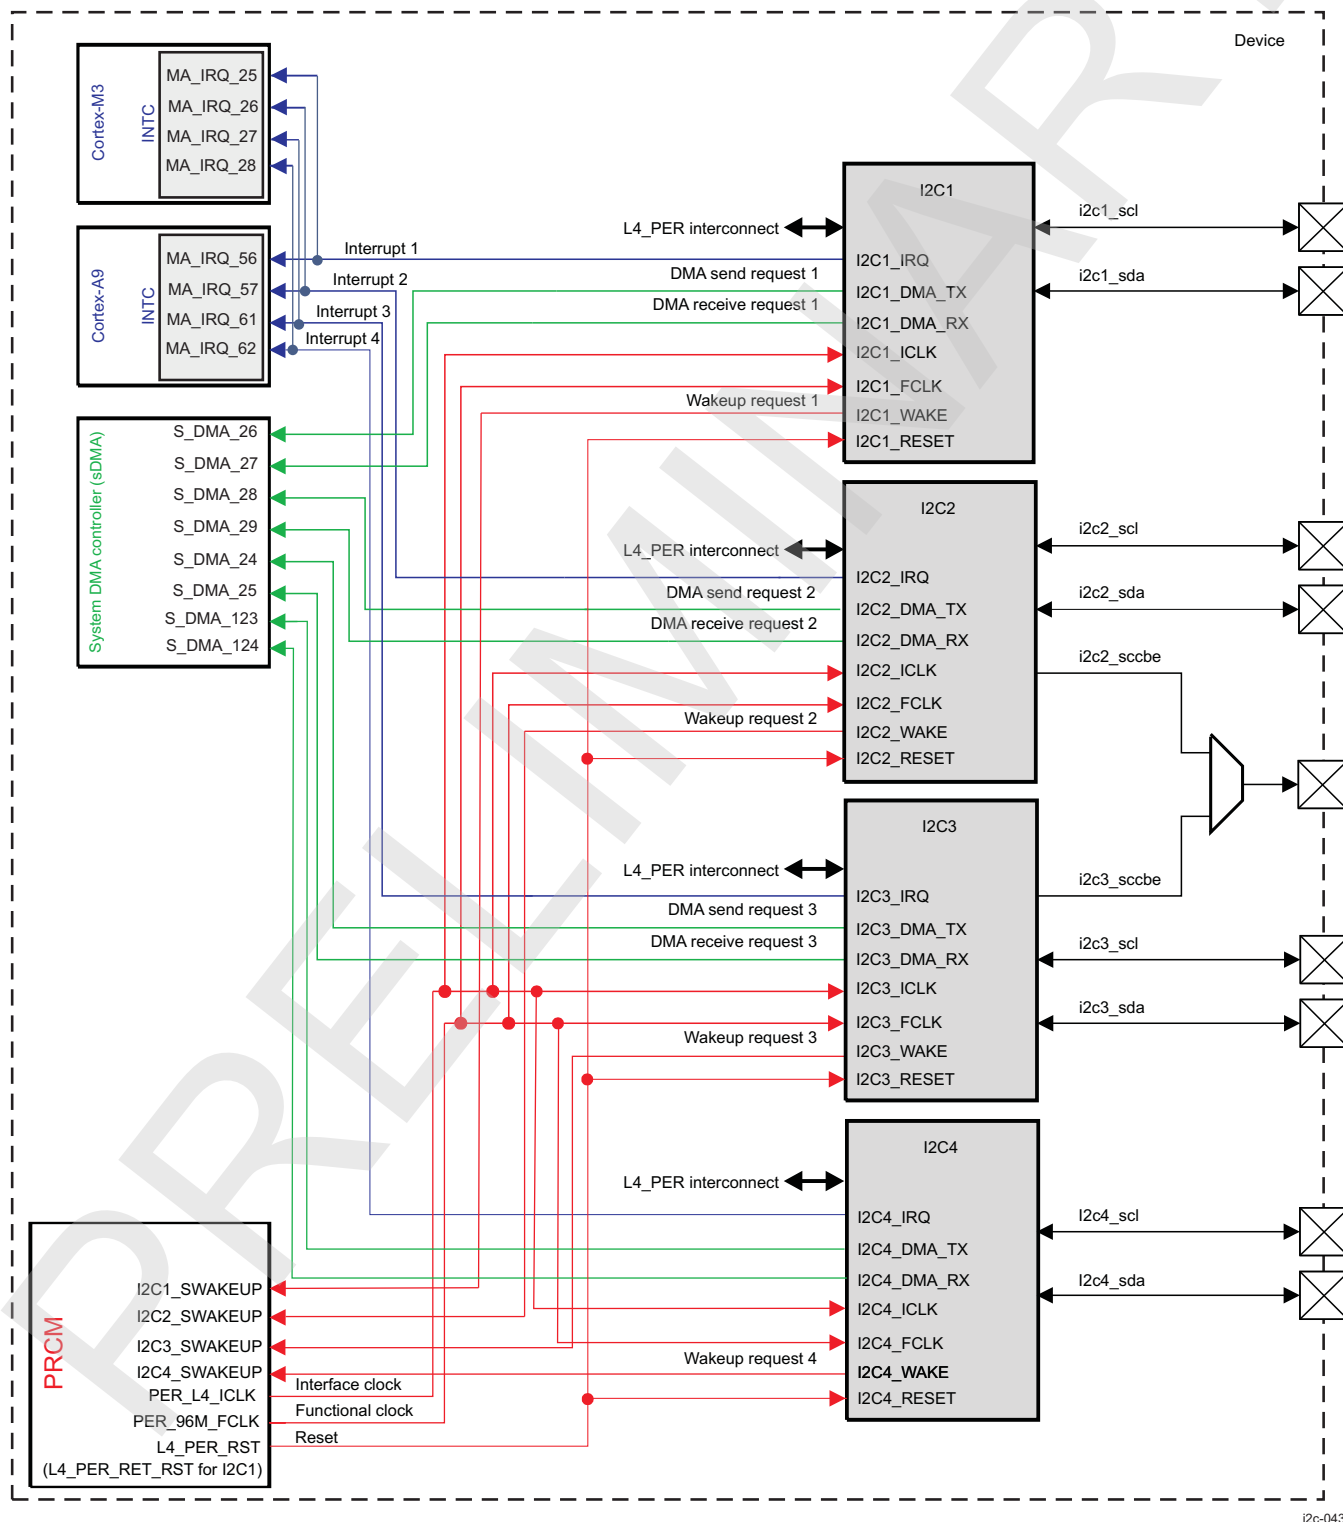 Device
Cortex-M3
INTC
MA_IRQ_25
MA_IRQ_26
MA_IRQ_27
MA_IRQ_28
Cortex-A9
INTC
MA_IRQ_56
MA_IRQ_57
MA_IRQ_61
MA_IRQ_62
Interrupt 1
Interrupt 2
Interrupt 3
Interrupt 4
System DMA controller (sDMA)
S_DMA_26
S_DMA_27
S_DMA_28
S_DMA_29
S_DMA_24
S_DMA_25
S_DMA_123
S_DMA_124
I2C1
L4_PER interconnect
I2C1_IRQ
DMA send request 1
I2C1_DMA_TX
DMA receive request 1
I2C1_DMA_RX
I2C1_ICLK
I2C1_FCLK
Wakeup request 1
I2C1_WAKE
I2C1_RESET
i2c1_scl
i2c1_sda
I2C2
L4_PER interconnect
I2C2_IRQ
DMA send request 2
I2C2_DMA_TX
DMA receive request 2
I2C2_DMA_RX
I2C2_ICLK
I2C2_FCLK
Wakeup request 2
I2C2_WAKE
I2C2_RESET
i2c2_scl
i2c2_sda
i2c2_sccbe
I2C3
L4_PER interconnect
I2C3_IRQ
DMA send request 3
I2C3_DMA_TX
DMA receive request 3
I2C3_DMA_RX
I2C3_ICLK
I2C3_FCLK
Wakeup request 3
I2C3_WAKE
I2C3_RESET
i2c3_sccbe
i2c3_scl
i2c3_sda
I2C4
L4_PER interconnect
I2C4_IRQ
I2C4_DMA_TX
I2C4_DMA_RX
I2C4_ICLK
I2C4_FCLK
Wakeup request 4
I2C4_WAKE
I2C4_RESET
I2c4_scl
I2c4_sda
PRCM
I2C1_SWAKEUP
I2C2_SWAKEUP
I2C3_SWAKEUP
I2C4_SWAKEUP
PER_L4_ICLK
Interface clock
PER_96M_FCLK
Functional clock
L4_PER_RST
Reset
(L4_PER_RET_RST for I2C1)
i2c-043
PRELIMINAR